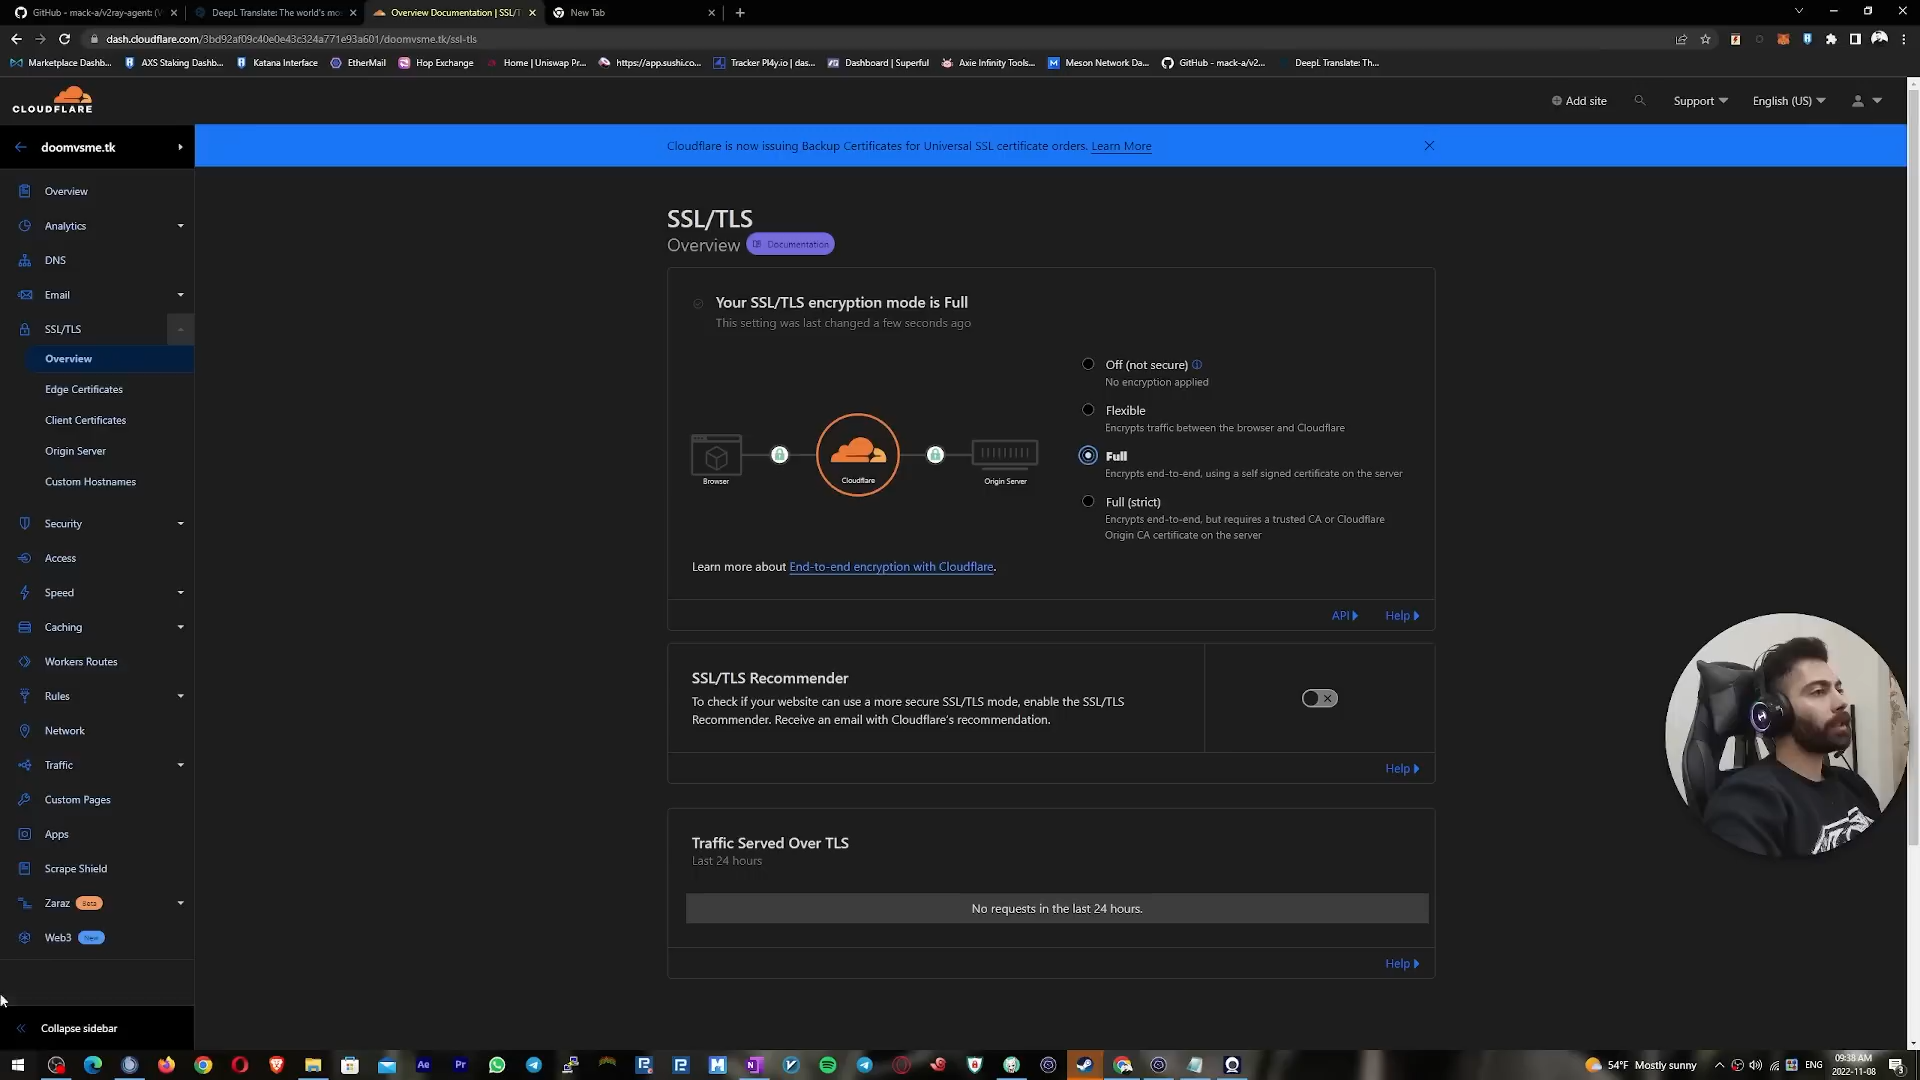 GitHub - mack-a/v2ray-agent: (V
DeepL Translate: The world's mo
Overview Documentation | SSL/T
New Tab
dash.cloudflare.com/3bd92af09c40e0e43c324a771e93a601/doomvsme.tk/ssl-tls
Marketplace Dashb...
AXS Staking Dashb...
Katana Interface
EtherMail
Hop Exchange
Home | Uniswap Pr...
https://app.sushi.co...
Tracker Pl4y.io | das...
Dashboard | Superful
Axie Infinity Tools...
Meson Network Da...
GitHub - mack-a/v2...
DeepL Translate: Th...
CLOUDFLARE
Add site
Support
English (US)
doomvsme.tk
Cloudflare is now issuing Backup Certificates for Universal SSL certificate orders. Learn More
Overview
Analytics
DNS
Email
SSL/TLS
Overview
Edge Certificates
Client Certificates
Origin Server
Custom Hostnames
Security
Access
Speed
Caching
Workers Routes
Rules
Network
Traffic
Custom Pages
Apps
Scrape Shield
Zaraz Beta
Web3 New
Collapse sidebar
SSL/TLS
Overview Documentation
Your SSL/TLS encryption mode is Full
This setting was last changed a few seconds ago
Browser
Cloudflare
Origin Server
Off (not secure)
No encryption applied
Flexible
Encrypts traffic between the browser and Cloudflare
Full
Encrypts end-to-end, using a self signed certificate on the server
Full (strict)
Encrypts end-to-end, but requires a trusted CA or Cloudflare
Origin CA certificate on the server
Learn more about End-to-end encryption with Cloudflare.
API Help
SSL/TLS Recommender
To check if your website can use a more secure SSL/TLS mode, enable the SSL/TLS
Recommender. Receive an email with Cloudflare's recommendation.
Help
Traffic Served Over TLS
Last 24 hours
No requests in the last 24 hours.
Help
Ae
Pr
54°F Mostly sunny
ENG
09:38 AM
2022-11-08